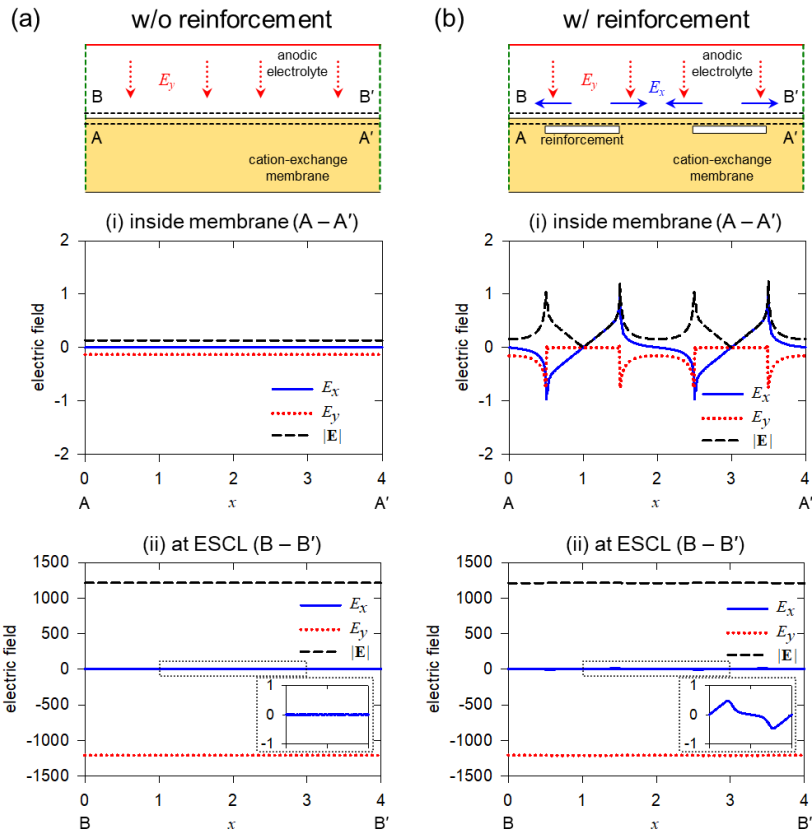 (a)
w/o reinforcement
anodic
electrolyte
E_y
B
B′
A
A′
cation-exchange
membrane
(i) inside membrane (A – A′)
electric field
2
1
0
-1
-2
E_x
E_y
|E|
0
1
2
3
4
A
x
A′
(ii) at ESCL (B – B′)
electric field
1500
1000
500
0
-500
-1000
-1500
E_x
E_y
|E|
1
0
-1
0
1
2
3
4
B
x
B′
(b)
w/ reinforcement
anodic
electrolyte
E_y
E_x
B
B′
A
A′
reinforcement
cation-exchange
membrane
(i) inside membrane (A – A′)
electric field
2
1
0
-1
-2
E_x
E_y
|E|
0
1
2
3
4
A
x
A′
(ii) at ESCL (B – B′)
electric field
1500
1000
500
0
-500
-1000
-1500
E_x
E_y
|E|
1
0
-1
0
1
2
3
4
B
x
B′